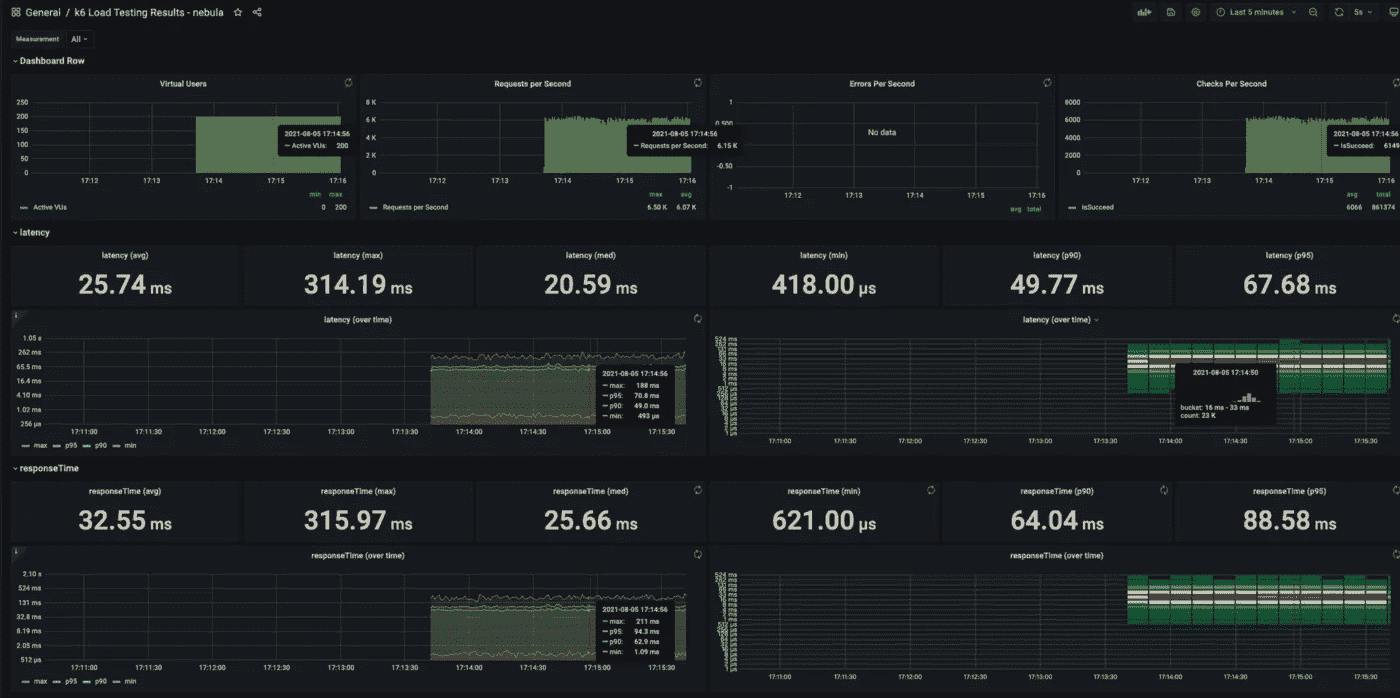 General / k6 Load Testing Results - nebula
Last 5 minutes
5s
Measurement All
Dashboard Row
Virtual Users
250
200
150
100
50
0
17:12 17:13 17:14 17:15 17:16
2021-08-05 17:14:56
Active VUs: 200
min max
Active VUs 0 200
Requests per Second
8 K
6 K
4 K
2 K
0
17:12 17:13 17:14 17:15 17:16
2021-08-05 17:14:56
Requests per Second: 6.15 K
max avg
Requests per Second 6.50 K 6.07 K
Errors Per Second
1
0.500
-0.50
-1
No data
17:12 17:13 17:14 17:15 17:16
avg total
Checks Per Second
8000
6000
4000
2000
0
17:12 17:13 17:14 17:15 17:16
2021-08-05 17:14:56
IsSucceed: 6149
avg total
IsSucceed 6066 861374
latency
latency (avg)
25.74 ms
latency (max)
314.19 ms
latency (med)
20.59 ms
latency (min)
418.00 µs
latency (p90)
49.77 ms
latency (p95)
67.68 ms
latency (over time)
1.05 s
262 ms
65.5 ms
16.4 ms
4.10 ms
1.02 ms
256 µs
17:11:00 17:11:30 17:12:00 17:12:30 17:13:00 17:13:30 17:14:00 17:14:30 17:15:00 17:15:30
2021-08-05 17:14:56
max: 188 ms
p95: 70.8 ms
p90: 49.0 ms
min: 493 µs
max p95 p90 min
latency (over time)
17:11:00 17:11:30 17:12:00 17:12:30 17:13:00 17:13:30 17:14:00 17:14:30 17:15:00 17:15:30
2021-08-05 17:14:50
bucket: 16 ms - 33 ms
count: 23 K
responseTime
responseTime (avg)
32.55 ms
responseTime (max)
315.97 ms
responseTime (med)
25.66 ms
responseTime (min)
621.00 µs
responseTime (p90)
64.04 ms
responseTime (p95)
88.58 ms
responseTime (over time)
2.10 s
524 ms
131 ms
32.8 ms
8.19 ms
2.05 ms
512 µs
17:11:00 17:11:30 17:12:00 17:12:30 17:13:00 17:13:30 17:14:00 17:14:30 17:15:00 17:15:30
2021-08-05 17:14:56
max: 211 ms
p95: 94.3 ms
p90: 62.9 ms
min: 1.09 ms
max p95 p90 min
responseTime (over time)
17:11:00 17:11:30 17:12:00 17:12:30 17:13:00 17:13:30 17:14:00 17:14:30 17:15:00 17:15:30